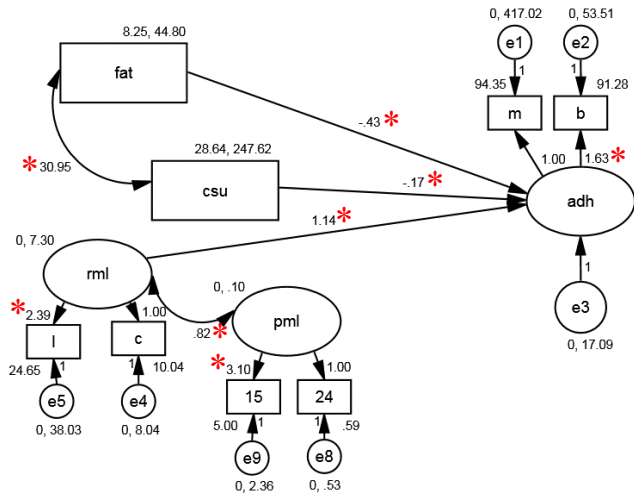 0, 417.02
0, 53.51
8.25, 44.80
e1
e2
fat
1
1
94.35
91.28
m
b
-.43*
*30.95
28.64, 247.62
1.00
1.63*
csu
-.17*
adh
1.14*
0, 7.30
rml
0, .10
1
*2.39
1.00
.82*
pml
e3
l
c
*3.10
1.00
0, 17.09
24.65
1
1
10.04
15
24
e5
e4
5.00
1
1
.59
0, 38.03
0, 8.04
e9
e8
0, 2.36
0, .53